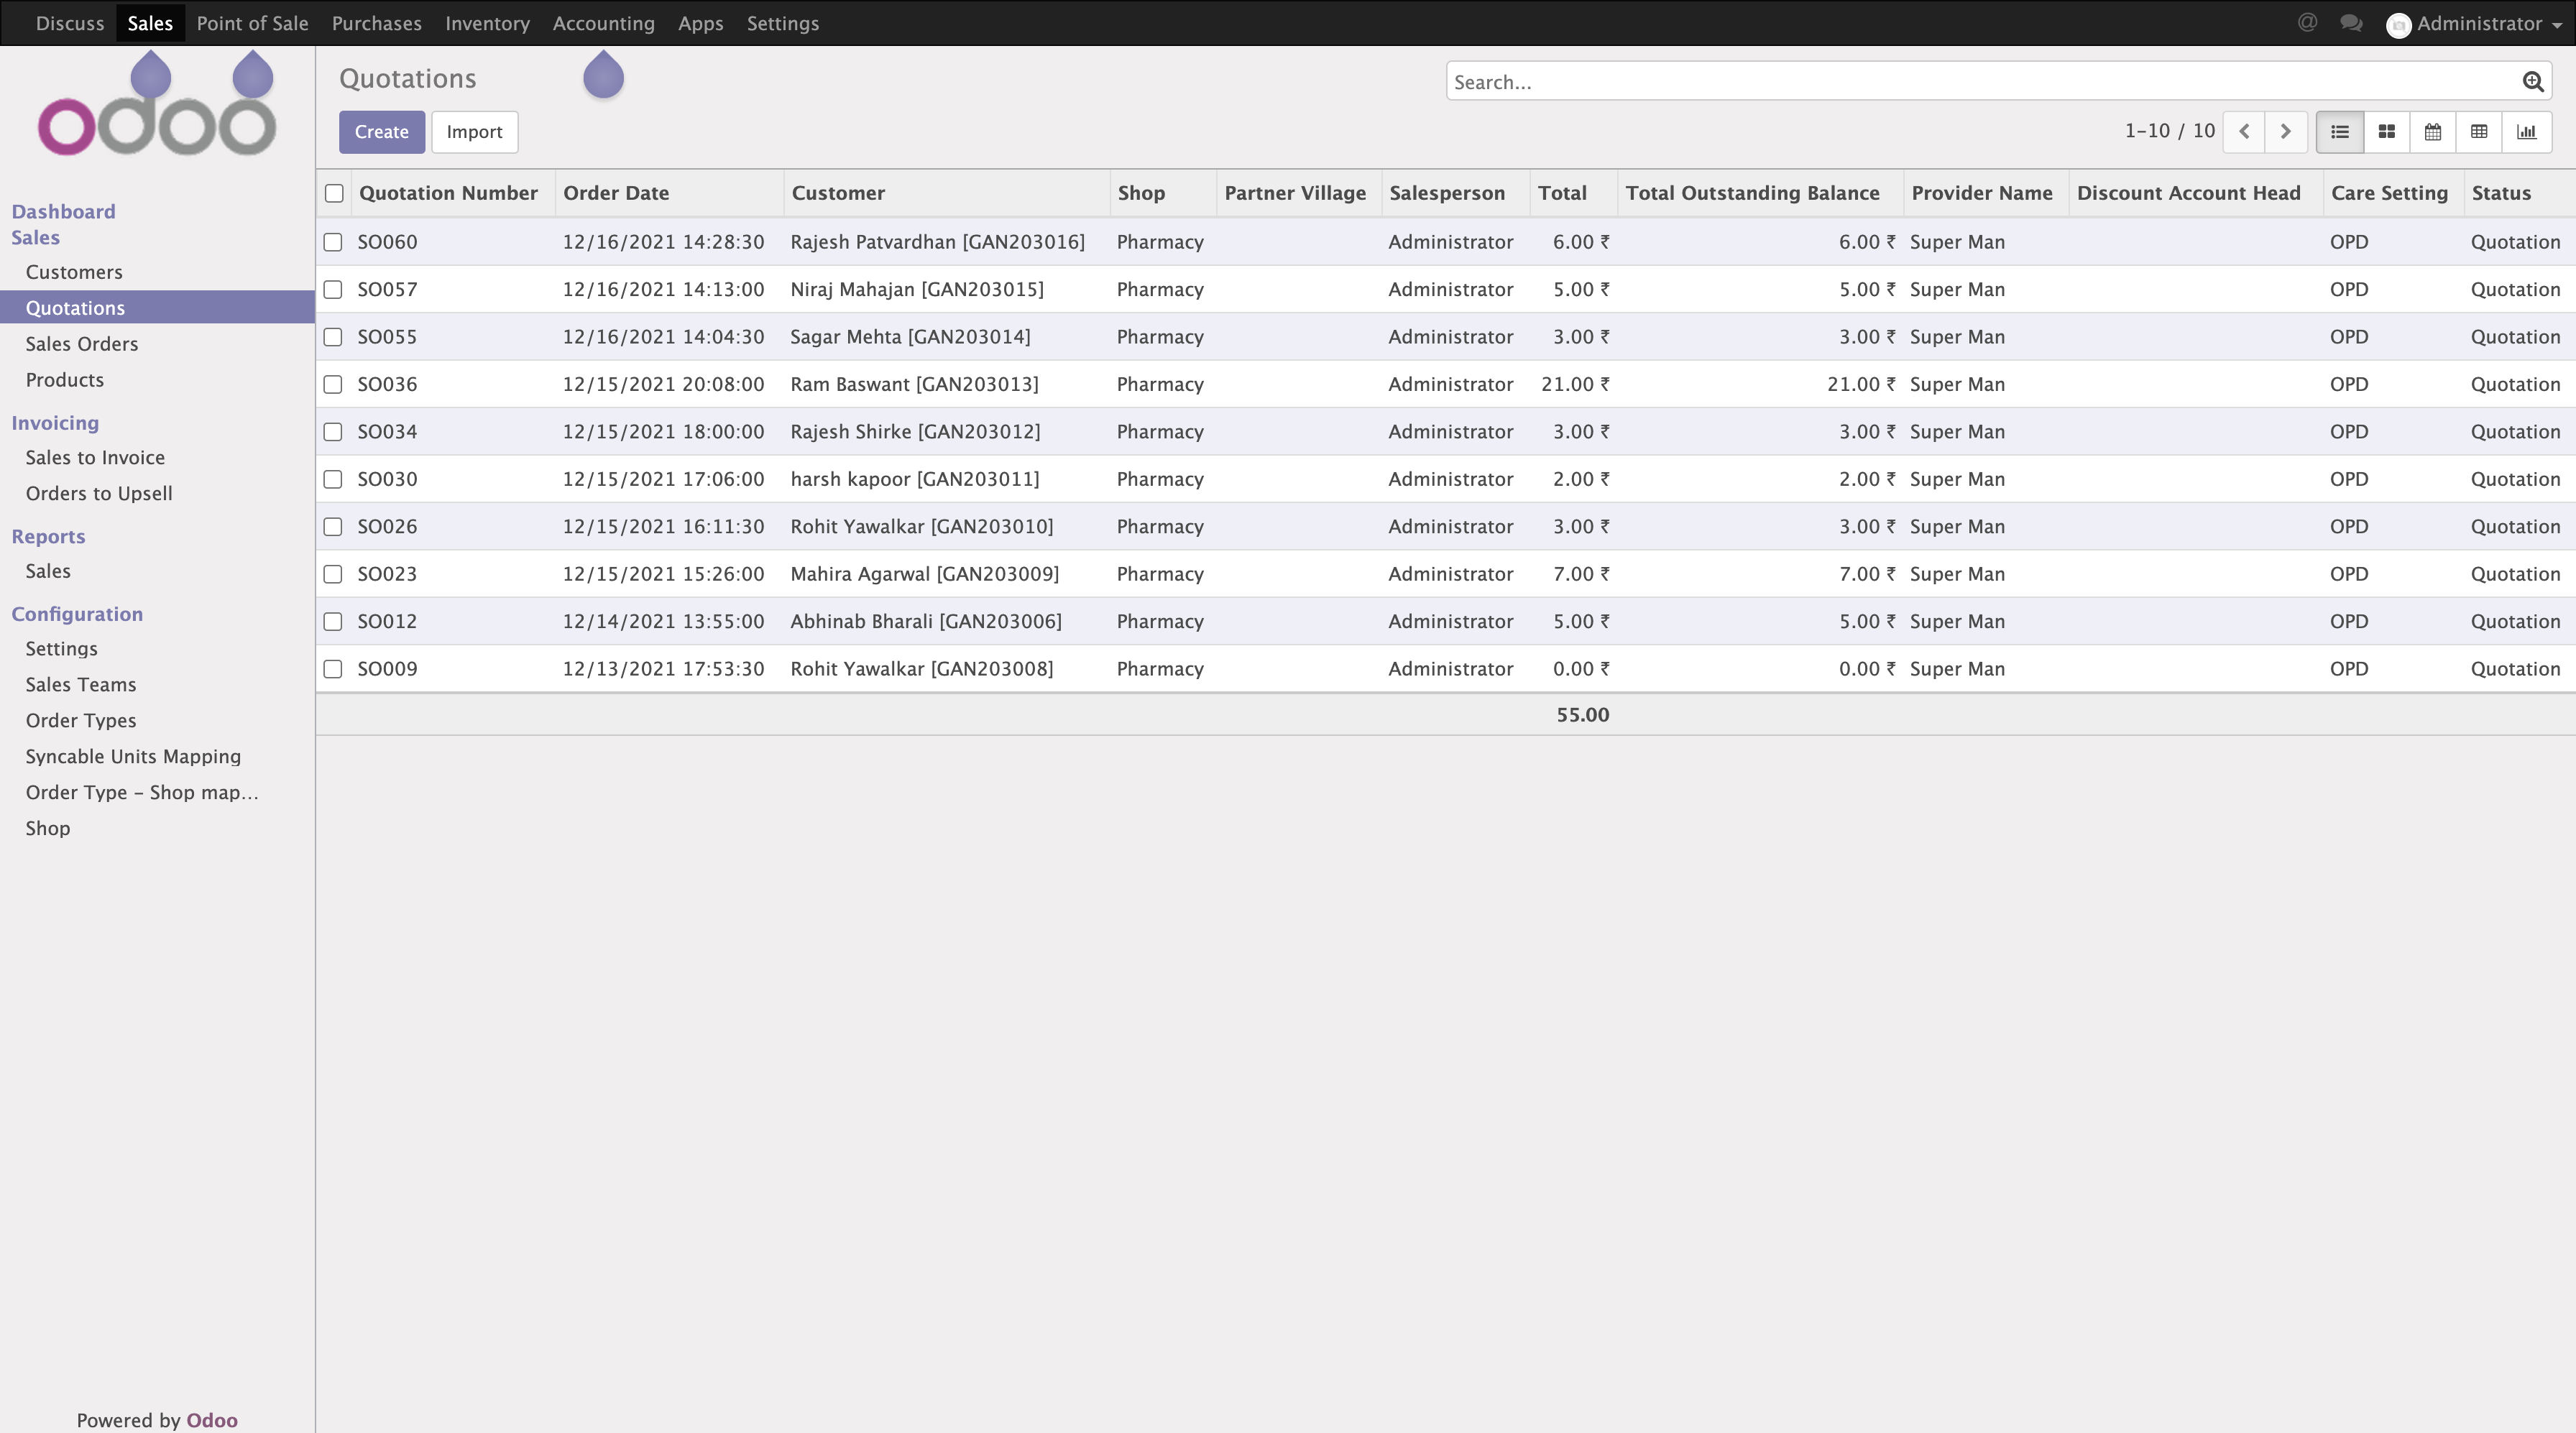 Discuss Sales Point of Sale Purchases Inventory Accounting Apps Settings @ Administrator
odoo
Quotations
Search...
Create Import
1-10 / 10
Dashboard
Sales
Customers
Quotations
Sales Orders
Products
Invoicing
Sales to Invoice
Orders to Upsell
Reports
Sales
Configuration
Settings
Sales Teams
Order Types
Syncable Units Mapping
Order Type - Shop map...
Shop
Powered by Odoo
Quotation Number Order Date Customer Shop Partner Village Salesperson Total Total Outstanding Balance Provider Name Discount Account Head Care Setting Status
SO060 12/16/2021 14:28:30 Rajesh Patvardhan [GAN203016] Pharmacy Administrator 6.00 ₹ 6.00 ₹ Super Man OPD Quotation
SO057 12/16/2021 14:13:00 Niraj Mahajan [GAN203015] Pharmacy Administrator 5.00 ₹ 5.00 ₹ Super Man OPD Quotation
SO055 12/16/2021 14:04:30 Sagar Mehta [GAN203014] Pharmacy Administrator 3.00 ₹ 3.00 ₹ Super Man OPD Quotation
SO036 12/15/2021 20:08:00 Ram Baswant [GAN203013] Pharmacy Administrator 21.00 ₹ 21.00 ₹ Super Man OPD Quotation
SO034 12/15/2021 18:00:00 Rajesh Shirke [GAN203012] Pharmacy Administrator 3.00 ₹ 3.00 ₹ Super Man OPD Quotation
SO030 12/15/2021 17:06:00 harsh kapoor [GAN203011] Pharmacy Administrator 2.00 ₹ 2.00 ₹ Super Man OPD Quotation
SO026 12/15/2021 16:11:30 Rohit Yawalkar [GAN203010] Pharmacy Administrator 3.00 ₹ 3.00 ₹ Super Man OPD Quotation
SO023 12/15/2021 15:26:00 Mahira Agarwal [GAN203009] Pharmacy Administrator 7.00 ₹ 7.00 ₹ Super Man OPD Quotation
SO012 12/14/2021 13:55:00 Abhinab Bharali [GAN203006] Pharmacy Administrator 5.00 ₹ 5.00 ₹ Super Man OPD Quotation
SO009 12/13/2021 17:53:30 Rohit Yawalkar [GAN203008] Pharmacy Administrator 0.00 ₹ 0.00 ₹ Super Man OPD Quotation
55.00